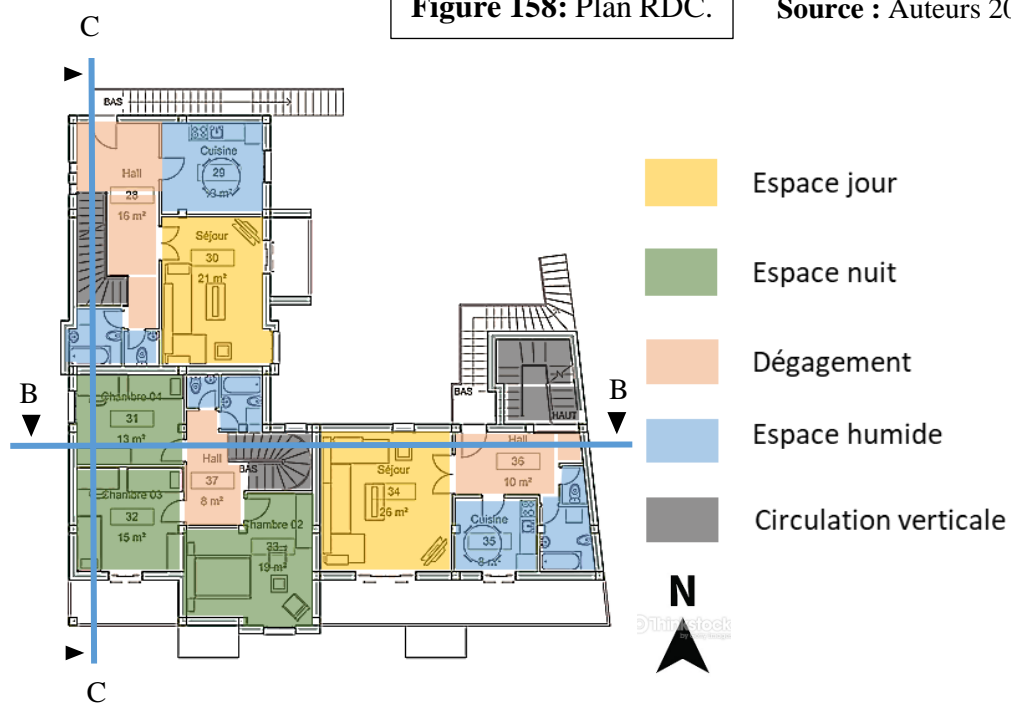 Figure 158: Plan RDC.
Source : Auteurs 20
C
BAS
Cuisine
29
Hall
28
16 m²
Séjour
30
21 m²
Espace jour
Espace nuit
Dégagement
Espace humide
Circulation verticale
B
B
BAS
HAUT
Chambre 01
31
13 m²
Hall
37
8 m²
BAS
Chambre 03
32
15 m²
Chambre 02
33
19 m²
Séjour
34
26 m²
Hall
36
10 m²
Cuisine
35
N
Thinkstock
C